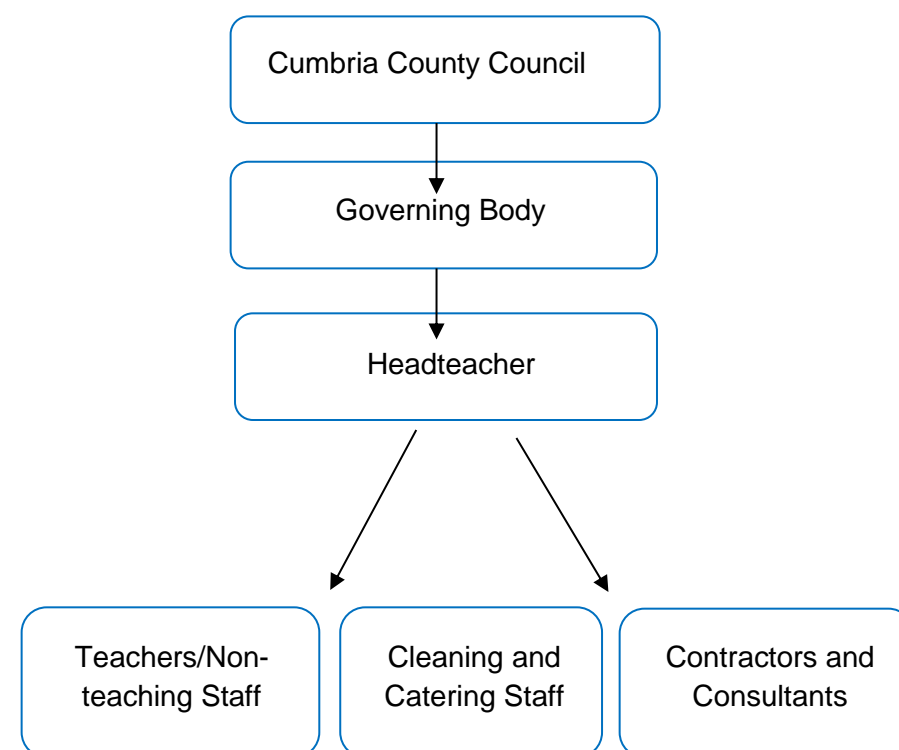 Cumbria County Council
Governing Body
Headteacher
Teachers/Non-
teaching Staff
Cleaning and
Catering Staff
Contractors and
Consultants